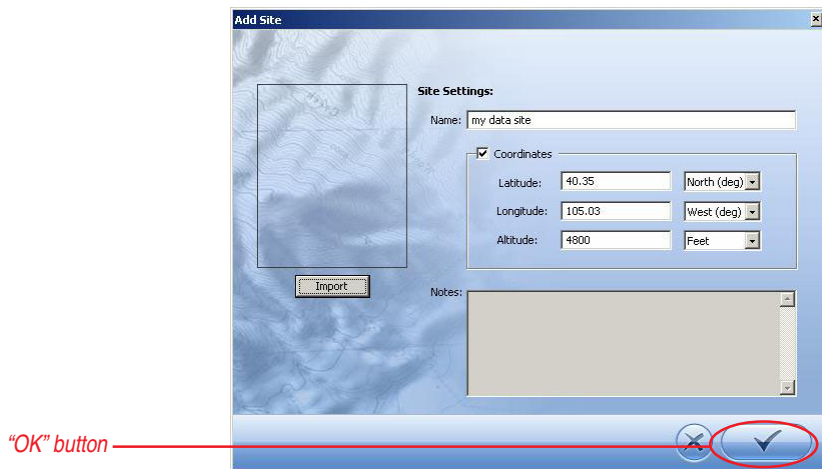 Add Site
Site Settings:
Name: my data site
Coordinates
Latitude: 40.35 North (deg)
Longitude: 105.03 West (deg)
Altitude: 4800 Feet
Import
Notes:
“OK” button